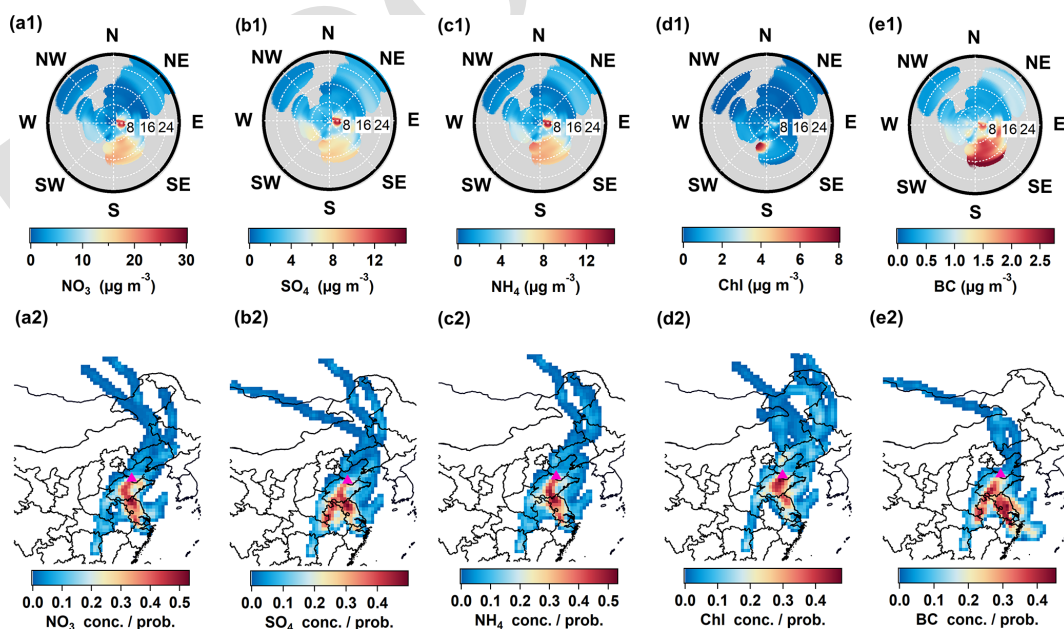 (a1) (b1) (c1) (d1) (e1)
N N N N N
NW NE NW NE NW NE NW NE NW NE
W 8 16 24 E W 8 16 24 E W 8 16 24 E W 8 16 24 E W 8 16 24 E
SW SE SW SE SW SE SW SE SW SE
S S S S S
0 10 20 30 0 4 8 12 0 4 8 12 0 2 4 6 8 0.0 0.5 1.0 1.5 2.0 2.5
NO₃ (µg m⁻³) SO₄ (µg m⁻³) NH₄ (µg m⁻³) Chl (µg m⁻³) BC (µg m⁻³)
(a2) (b2) (c2) (d2) (e2)
0.0 0.1 0.2 0.3 0.4 0.5 0.0 0.1 0.2 0.3 0.4 0.0 0.1 0.2 0.3 0.4 0.5 0.0 0.1 0.2 0.3 0.4 0.0 0.1 0.2 0.3 0.4
NO₃ conc. / prob. SO₄ conc. / prob. NH₄ conc. / prob. Chl conc. / prob. BC conc. / prob.